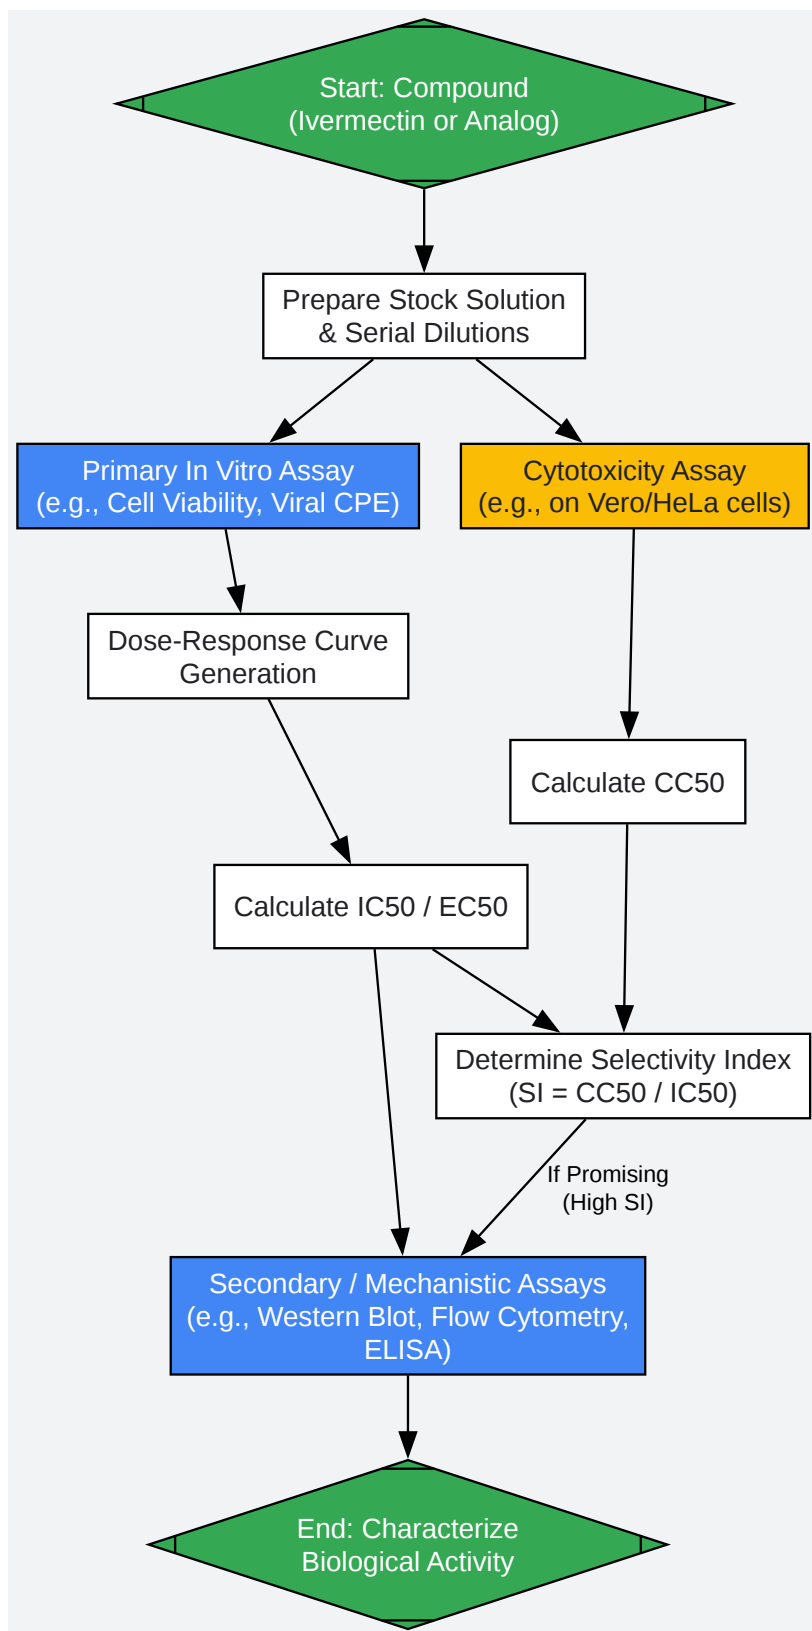 Start: Compound
(Ivermectin or Analog)
Prepare Stock Solution
& Serial Dilutions
Primary In Vitro Assay
(e.g., Cell Viability, Viral CPE)
Cytotoxicity Assay
(e.g., on Vero/HeLa cells)
Dose-Response Curve
Generation
Calculate CC50
Calculate IC50 / EC50
Determine Selectivity Index
(SI = CC50 / IC50)
If Promising
(High SI)
Secondary / Mechanistic Assays
(e.g., Western Blot, Flow Cytometry,
ELISA)
End: Characterize
Biological Activity